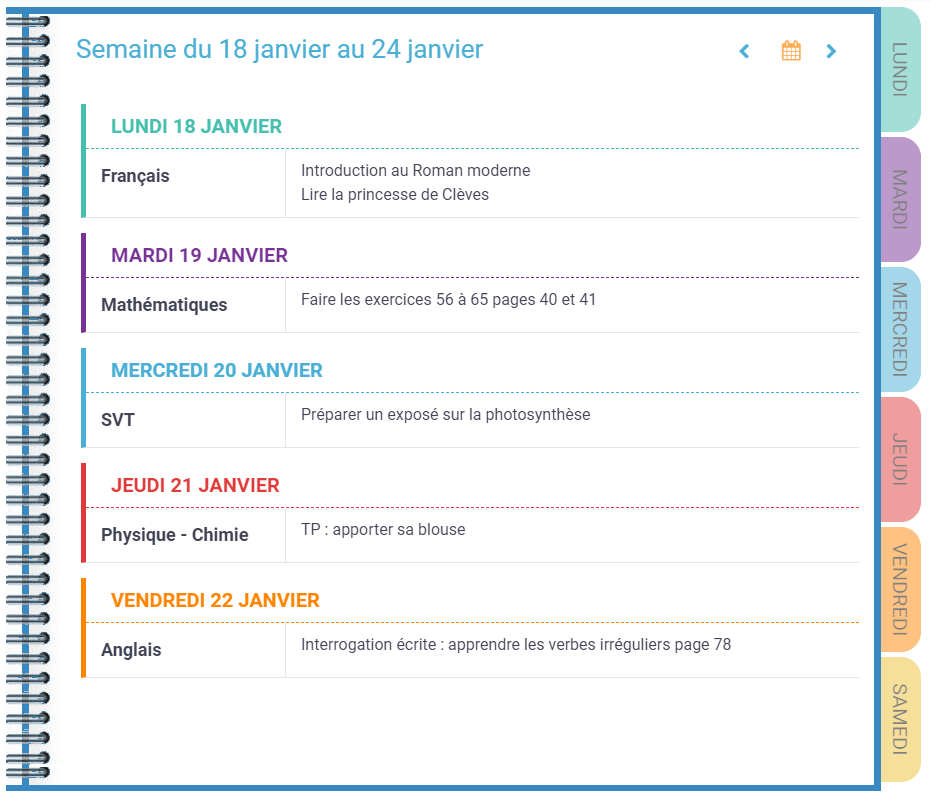 Semaine du 18 janvier au 24 janvier
LUNDI 18 JANVIER
Français
Introduction au Roman moderne
Lire la princesse de Clèves
MARDI 19 JANVIER
Mathématiques
Faire les exercices 56 à 65 pages 40 et 41
MERCREDI 20 JANVIER
SVT
Préparer un exposé sur la photosynthèse
JEUDI 21 JANVIER
Physique - Chimie
TP : apporter sa blouse
VENDREDI 22 JANVIER
Anglais
Interrogation écrite : apprendre les verbes irréguliers page 78
LUNDI
MARDI
MERCREDI
JEUDI
VENDREDI
SAMEDI